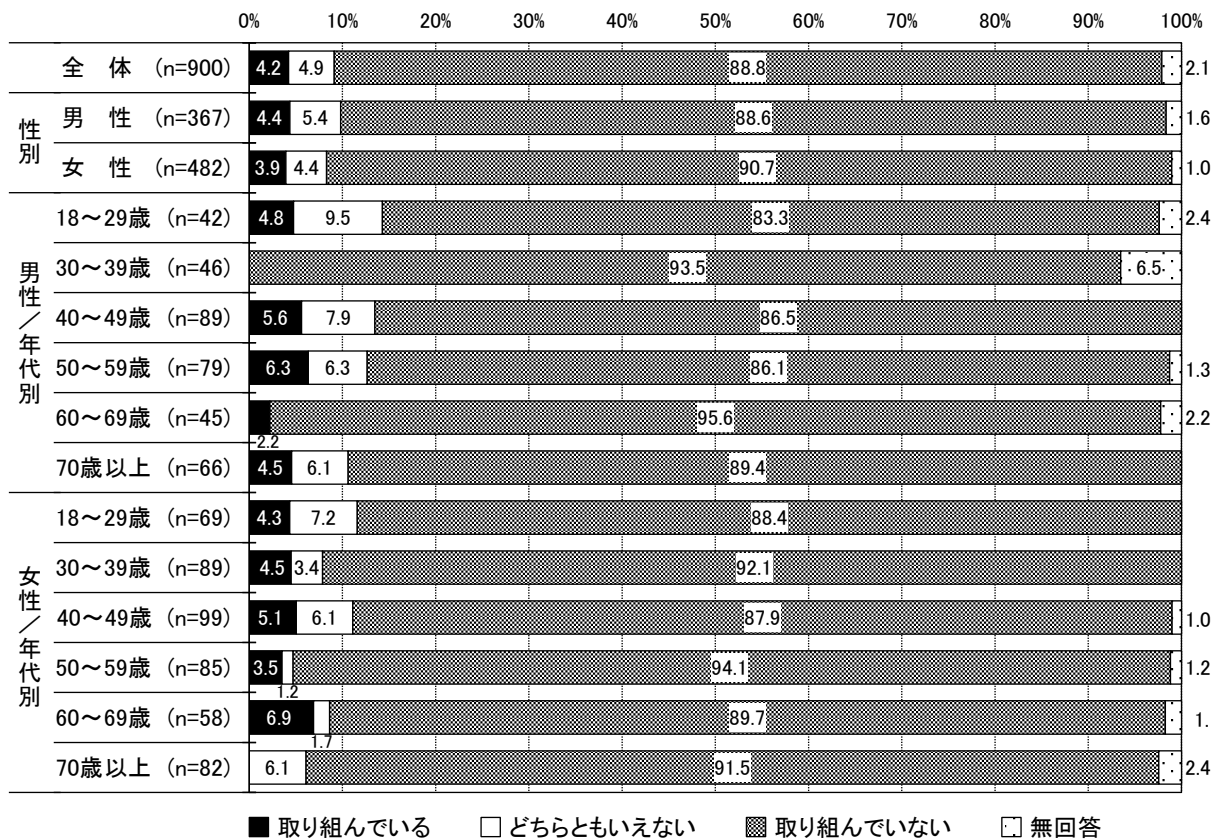 0% 10% 20% 30% 40% 50% 60% 70% 80% 90% 100%
全 体 (n=900) 4.2 4.9 88.8 2.1
性別
男 性 (n=367) 4.4 5.4 88.6 1.6
女 性 (n=482) 3.9 4.4 90.7 1.0
男性/年代別
18~29歳 (n=42) 4.8 9.5 83.3 2.4
30~39歳 (n=46) 93.5 6.5
40~49歳 (n=89) 5.6 7.9 86.5
50~59歳 (n=79) 6.3 6.3 86.1 1.3
60~69歳 (n=45) 2.2 95.6 2.2
70歳以上 (n=66) 4.5 6.1 89.4
女性/年代別
18~29歳 (n=69) 4.3 7.2 88.4
30~39歳 (n=89) 4.5 3.4 92.1
40~49歳 (n=99) 5.1 6.1 87.9 1.0
50~59歳 (n=85) 3.5 1.2 94.1 1.2
60~69歳 (n=58) 6.9 1.7 89.7 1.
70歳以上 (n=82) 6.1 91.5 2.4
取り組んでいる どちらともいえない 取り組んでいない 無回答